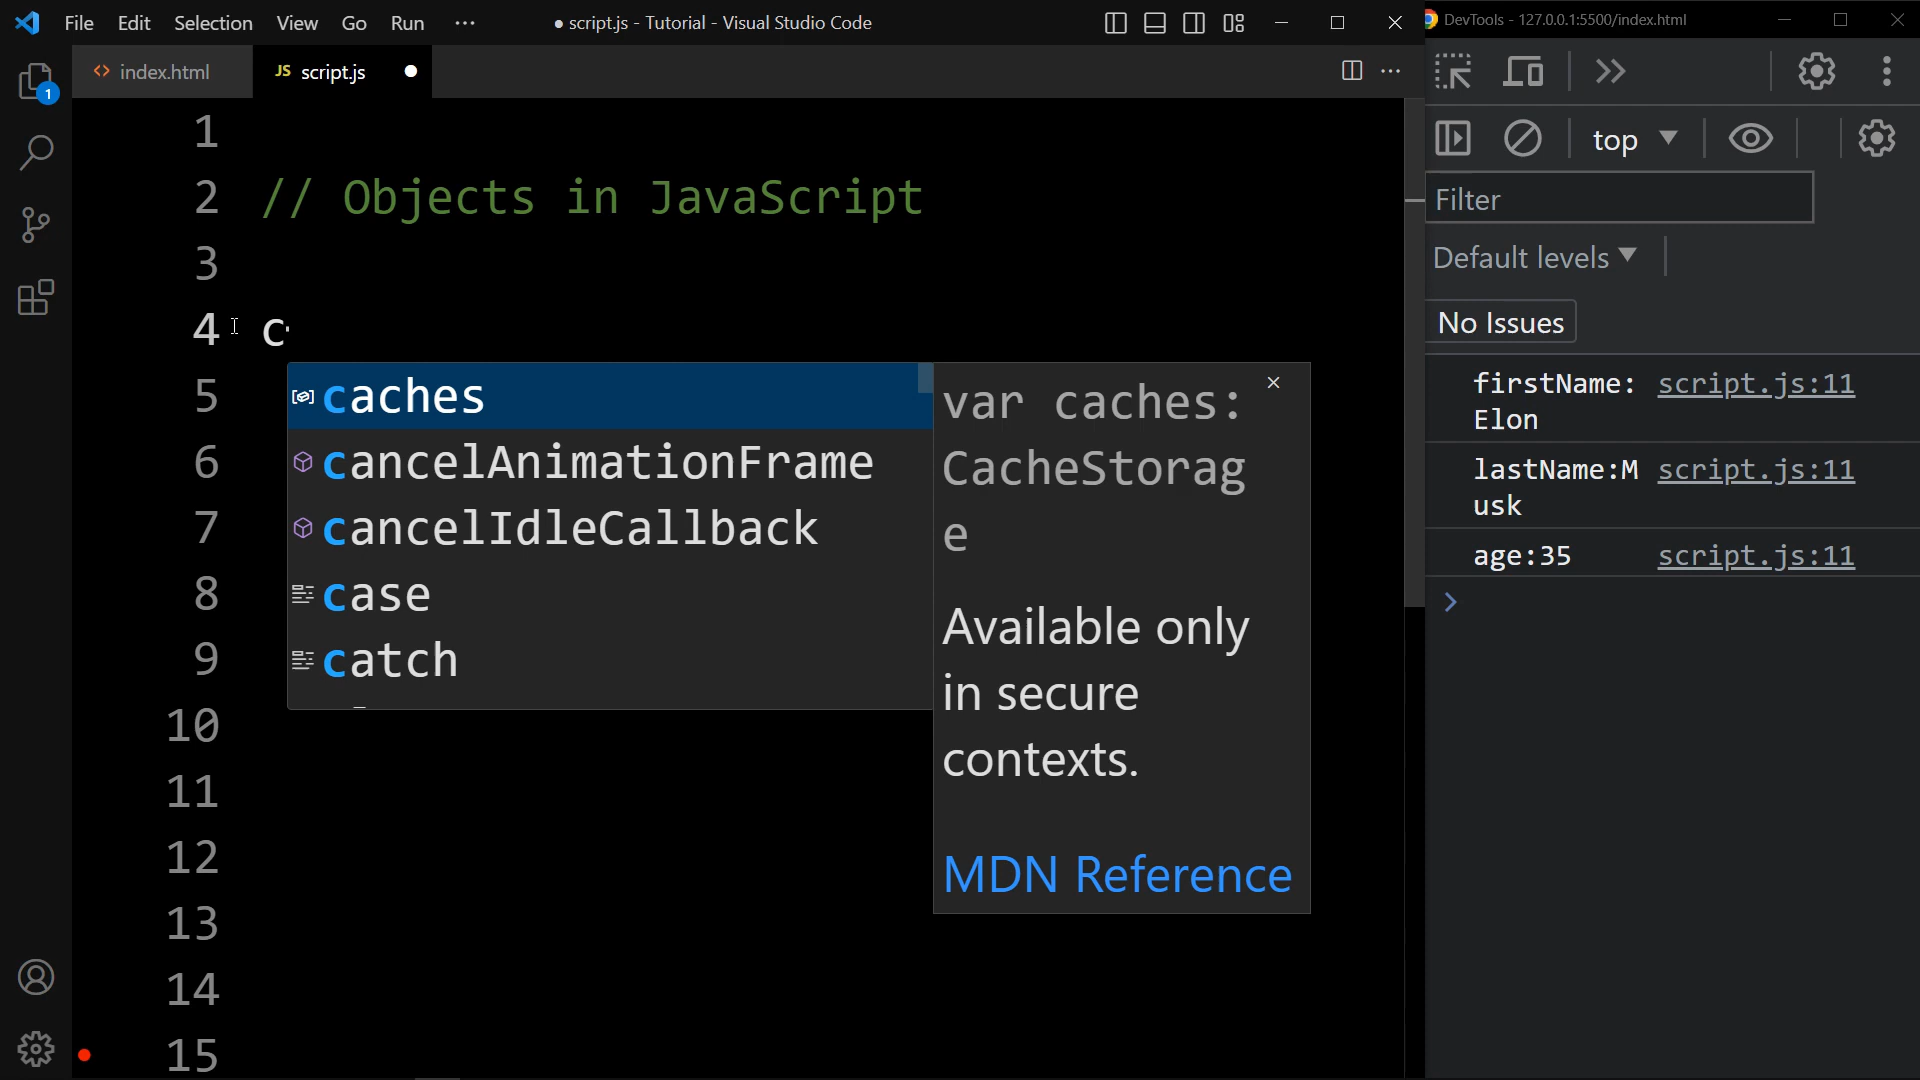 File Edit Selection View Go Run ··· ● script.js - Tutorial - Visual Studio Code
DevTools - 127.0.0.1:5500/index.html
index.html
JS script.js
1
1
2 // Objects in JavaScript
3
4 c
5
6
7
8
9
10
11
12
13
14
15
caches
cancelAnimationFrame
cancelIdleCallback
case
catch
var caches:
CacheStorag
e
Available only
in secure
contexts.
MDN Reference
top
Filter
Default levels
No Issues
firstName: script.js:11
Elon
lastName:M script.js:11
usk
age:35 script.js:11